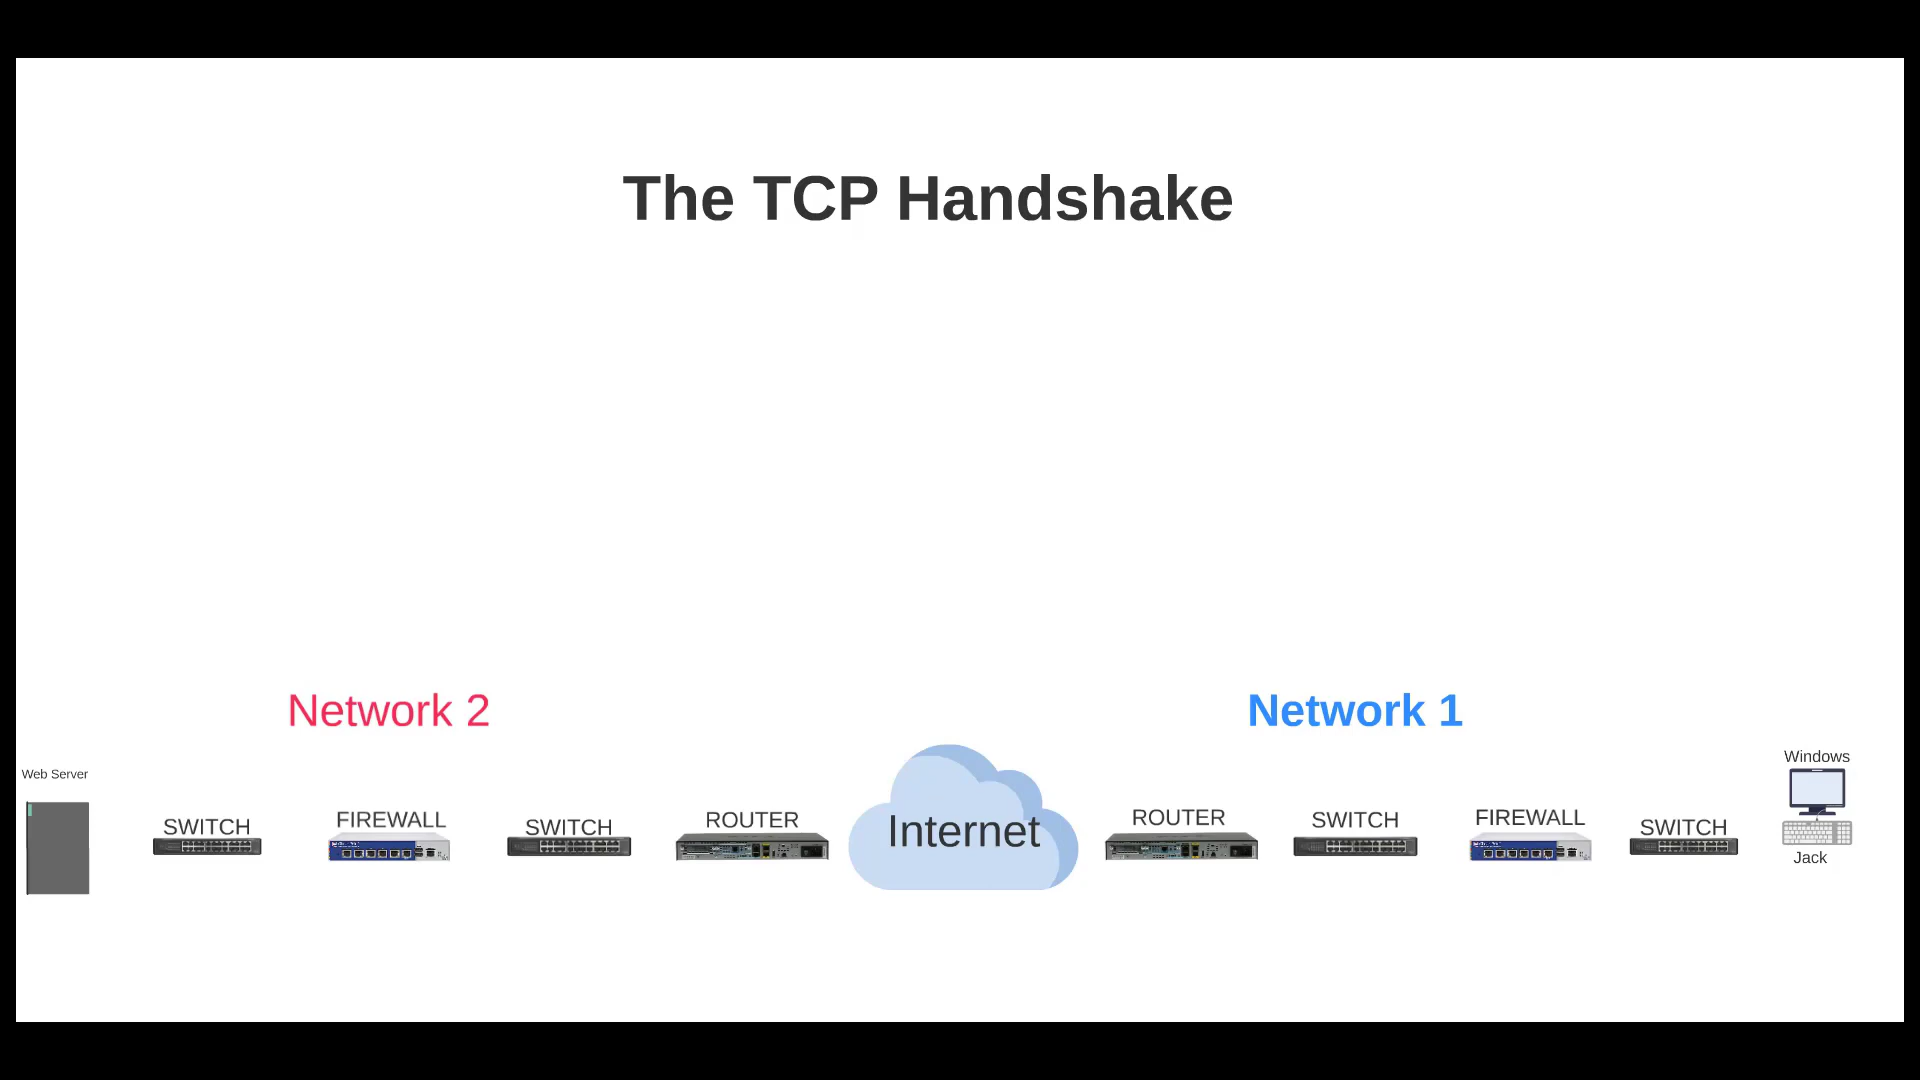 The TCP Handshake
Network 2
Network 1
Web Server
SWITCH
FIREWALL
SWITCH
ROUTER
Internet
ROUTER
SWITCH
FIREWALL
SWITCH
Windows
Jack